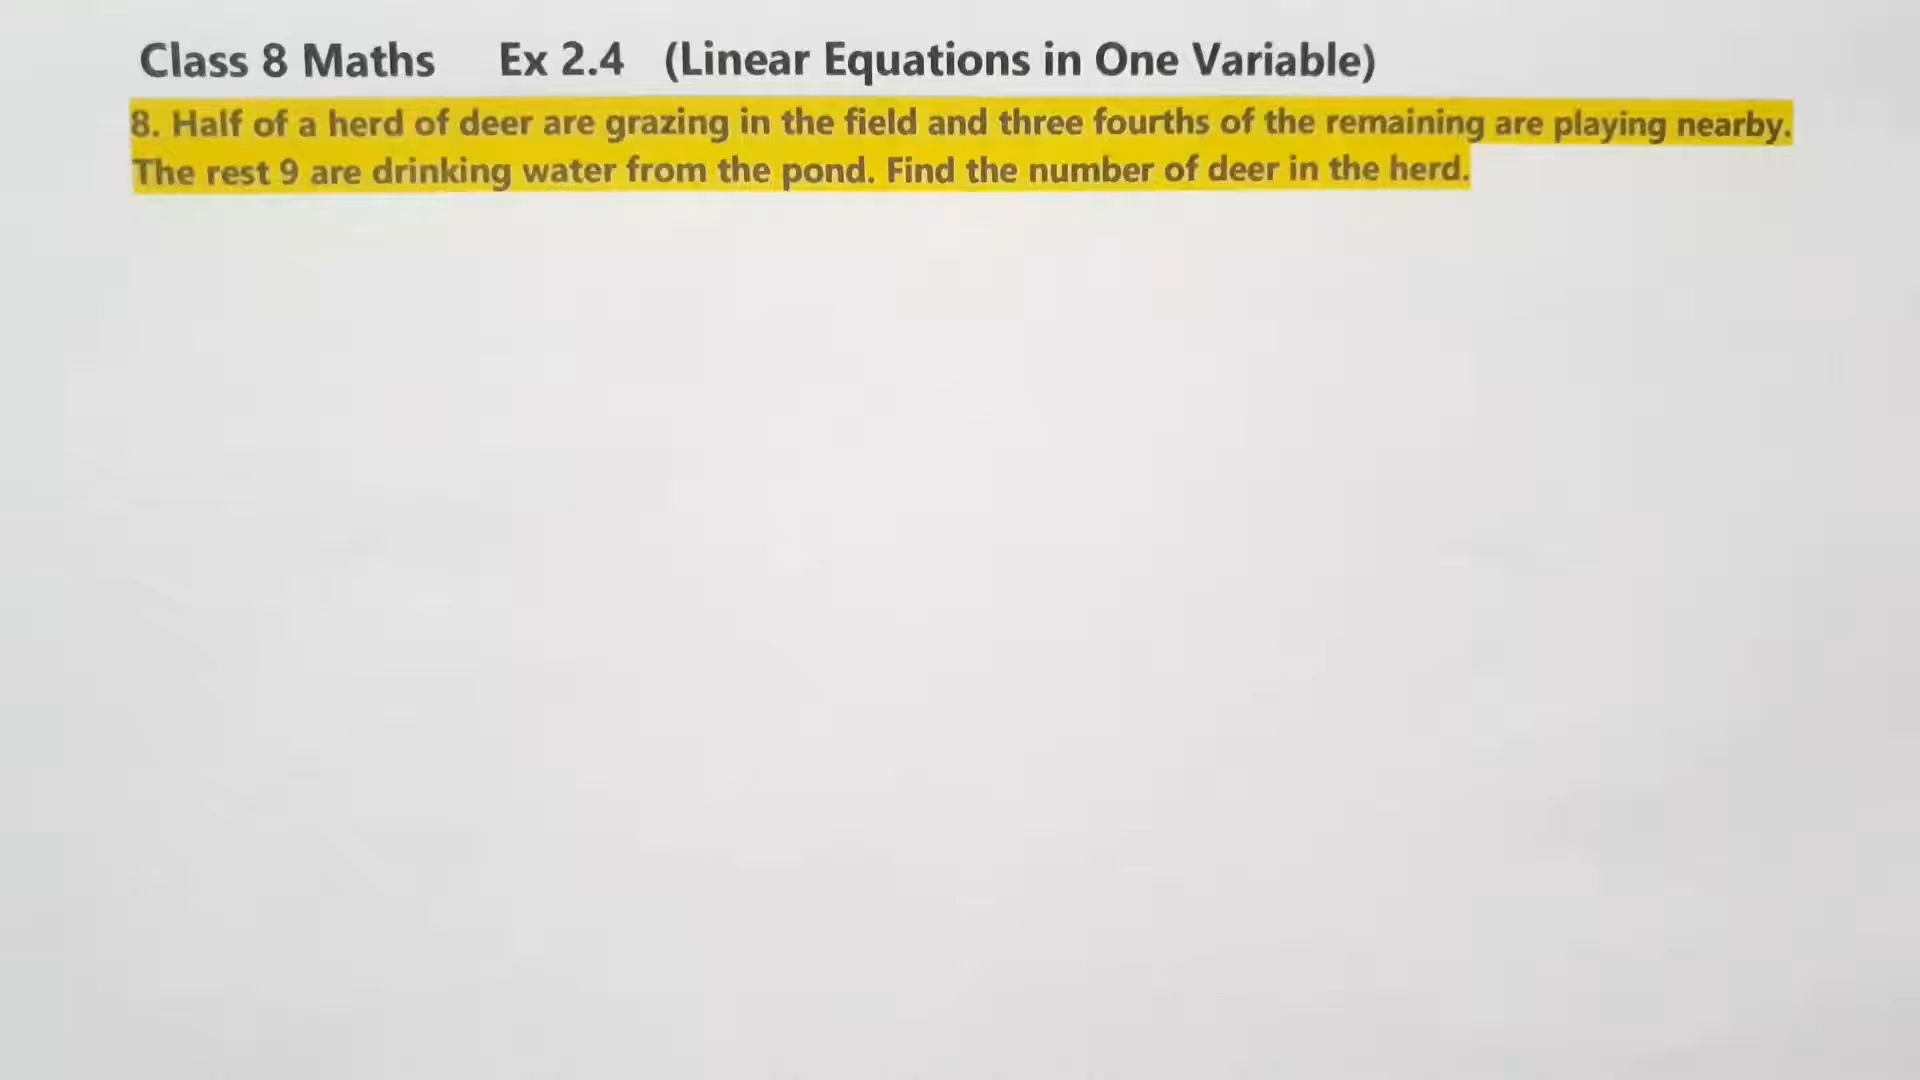 Class 8 Maths Ex 2.4 (Linear Equations in One Variable)
8. Half of a herd of deer are grazing in the field and three fourths of the remaining are playing nearby.
The rest 9 are drinking water from the pond. Find the number of deer in the herd.